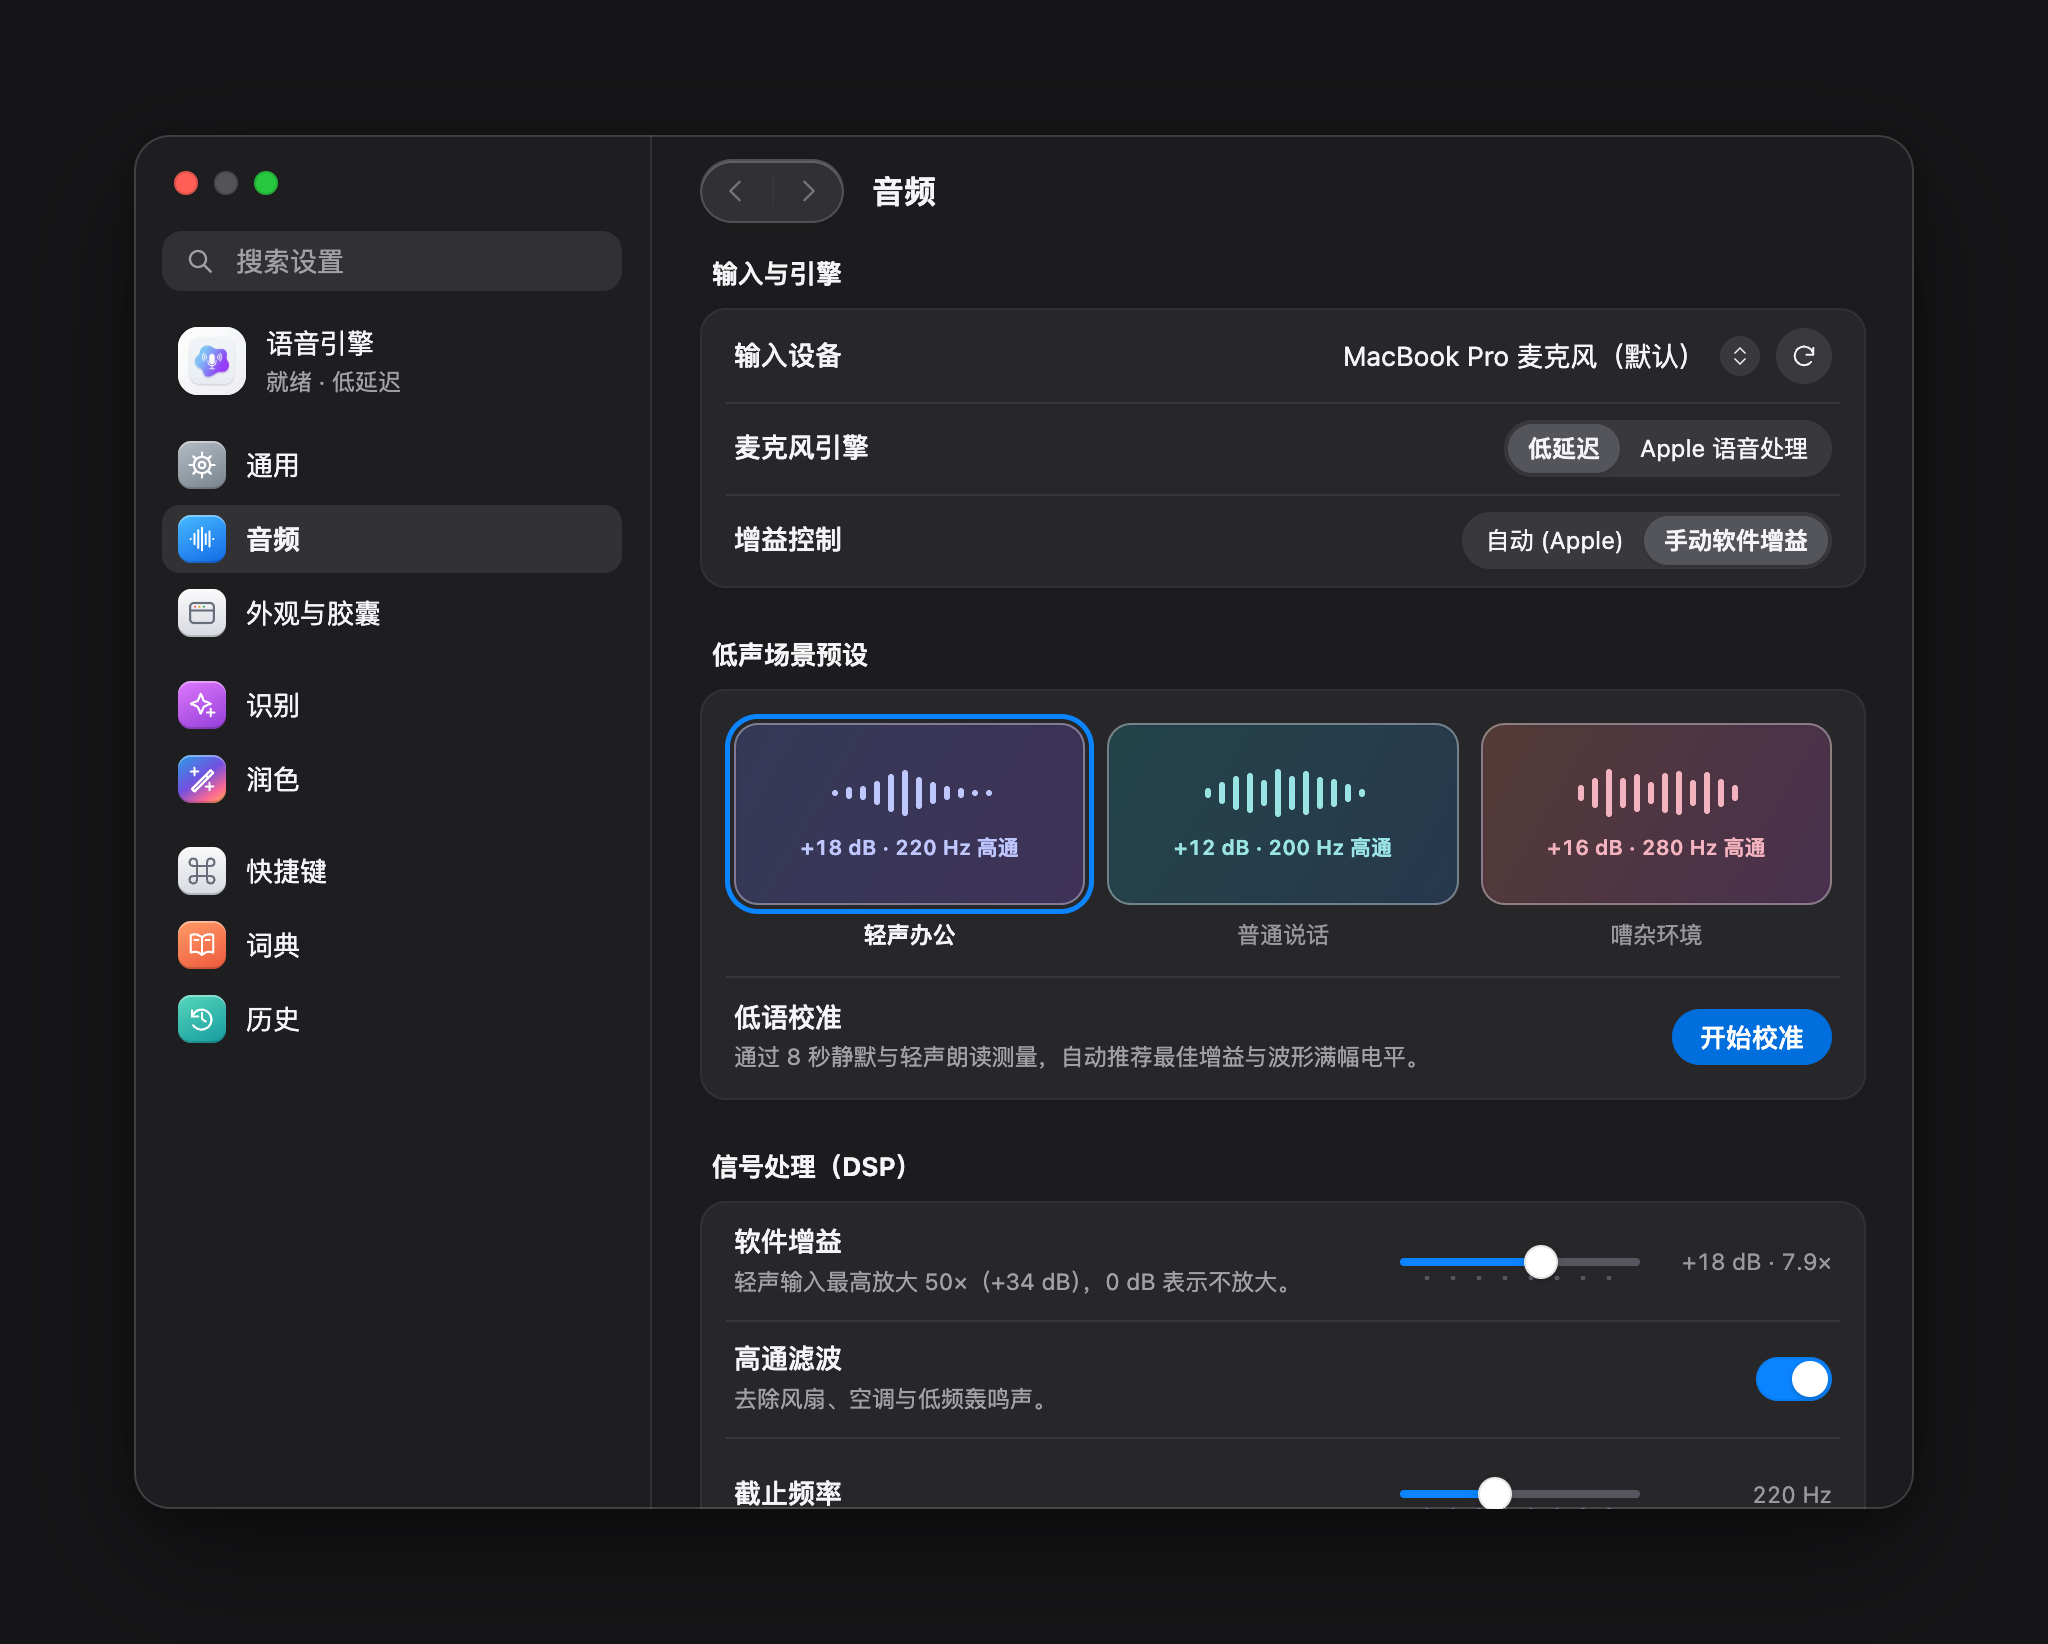 搜索设置
语音引擎
就绪 · 低延迟
通用
音频
外观与胶囊
识别
润色
快捷键
词典
历史
音频
输入与引擎
输入设备
MacBook Pro 麦克风（默认）
麦克风引擎
低延迟
Apple 语音处理
增益控制
自动 (Apple)
手动软件增益
低声场景预设
+18 dB · 220 Hz 高通
+12 dB · 200 Hz 高通
+16 dB · 280 Hz 高通
轻声办公
普通说话
嘈杂环境
低语校准
通过 8 秒静默与轻声朗读测量，自动推荐最佳增益与波形满幅电平。
开始校准
信号处理（DSP）
软件增益
轻声输入最高放大 50×（+34 dB），0 dB 表示不放大。
+18 dB · 7.9×
高通滤波
去除风扇、空调与低频轰鸣声。
截止频率
220 Hz